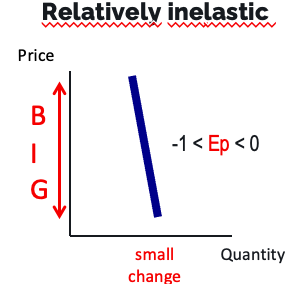 Relatively inelastic
Price
B
I
G
-1 < Ep < 0
small
change
Quantity